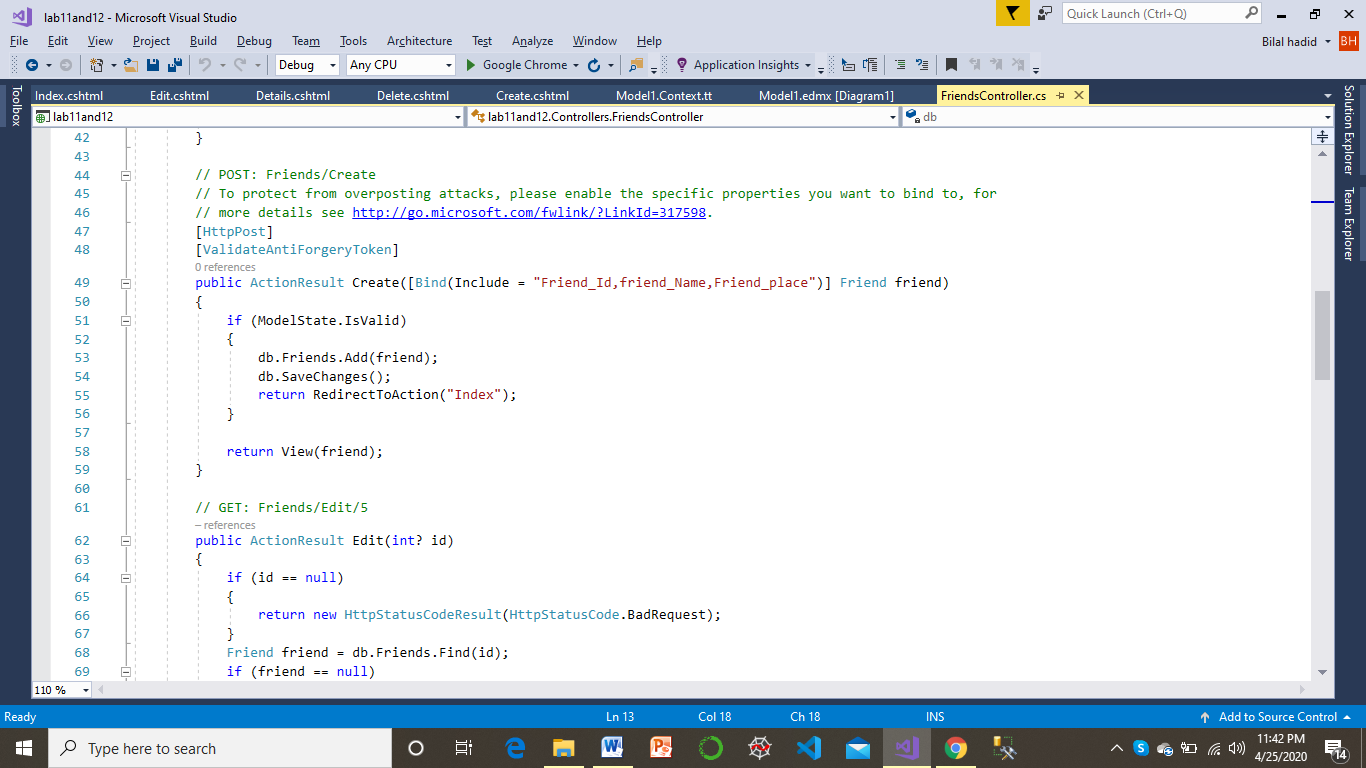 lab11and12 - Microsoft Visual Studio
Quick Launch (Ctrl+Q)
File Edit View Project Build Debug Team Tools Architecture Test Analyze Window Help
Bilal hadid BH
Debug Any CPU Google Chrome Application Insights
Toolbox
Index.cshtml Edit.cshtml Details.cshtml Delete.cshtml Create.cshtml Model1.Context.tt Model1.edmx [Diagram1] FriendsController.cs
Solution Explorer
Team Explorer
lab11and12 lab11and12.Controllers.FriendsController db
42 }
43
44 // POST: Friends/Create
45 // To protect from overposting attacks, please enable the specific properties you want to bind to, for
46 // more details see http://go.microsoft.com/fwlink/?LinkId=317598.
47 [HttpPost]
48 [ValidateAntiForgeryToken]
0 references
49 public ActionResult Create([Bind(Include = "Friend_Id,friend_Name,Friend_place")] Friend friend)
50 {
51 if (ModelState.IsValid)
52 {
53 db.Friends.Add(friend);
54 db.SaveChanges();
55 return RedirectToAction("Index");
56 }
57
58 return View(friend);
59 }
60
61 // GET: Friends/Edit/5
– references
62 public ActionResult Edit(int? id)
63 {
64 if (id == null)
65 {
66 return new HttpStatusCodeResult(HttpStatusCode.BadRequest);
67 }
68 Friend friend = db.Friends.Find(id);
69 if (friend == null)
110 %
Ready Ln 13 Col 18 Ch 18 INS Add to Source Control
Type here to search
11:42 PM
4/25/2020
14